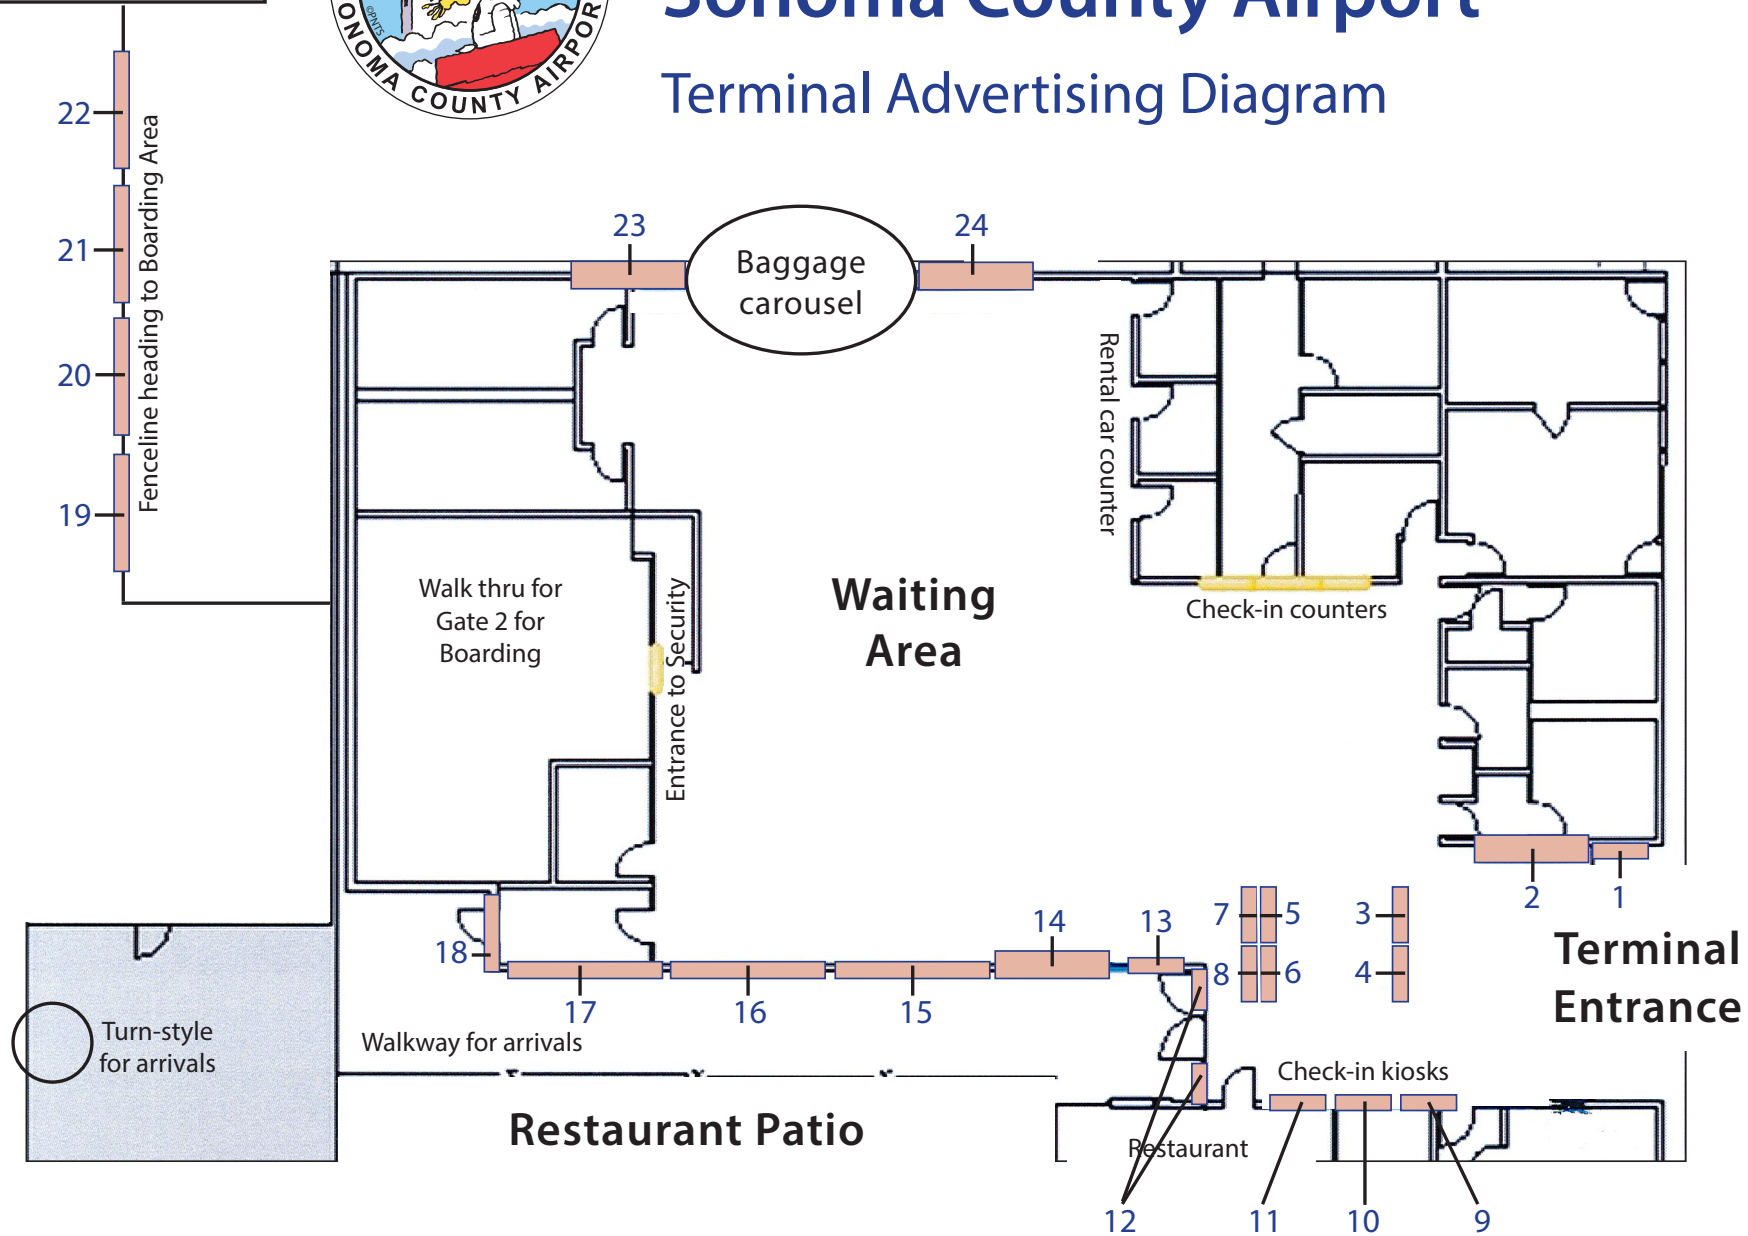 Sonoma County Airport
Terminal Advertising Diagram
©PNTS
SONOMA COUNTY AIRPORT
22
21
20
19
Fenceline heading to Boarding Area
23
24
Baggage
carousel
Rental car counter
Walk thru for
Gate 2 for
Boarding
Entrance to Security
Waiting
Area
Check-in counters
2
1
7
5
3
8
6
4
14
13
18
17
16
15
Terminal
Entrance
Turn-style
for arrivals
Walkway for arrivals
Check-in kiosks
Restaurant Patio
Restaurant
12
11
10
9